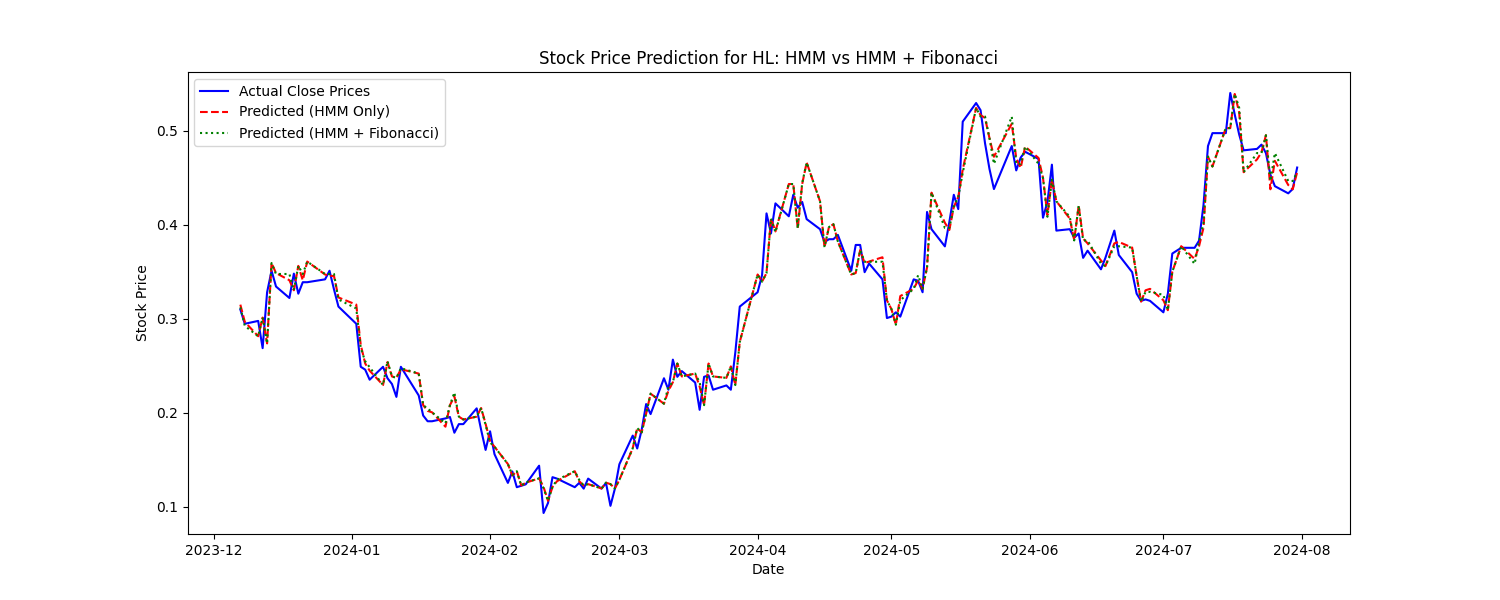 Stock Price Prediction for HL: HMM vs HMM + Fibonacci
Actual Close Prices
Predicted (HMM Only)
Predicted (HMM + Fibonacci)
Stock Price
0.5
0.4
0.3
0.2
0.1
2023-12 2024-01 2024-02 2024-03 2024-04 2024-05 2024-06 2024-07 2024-08
Date